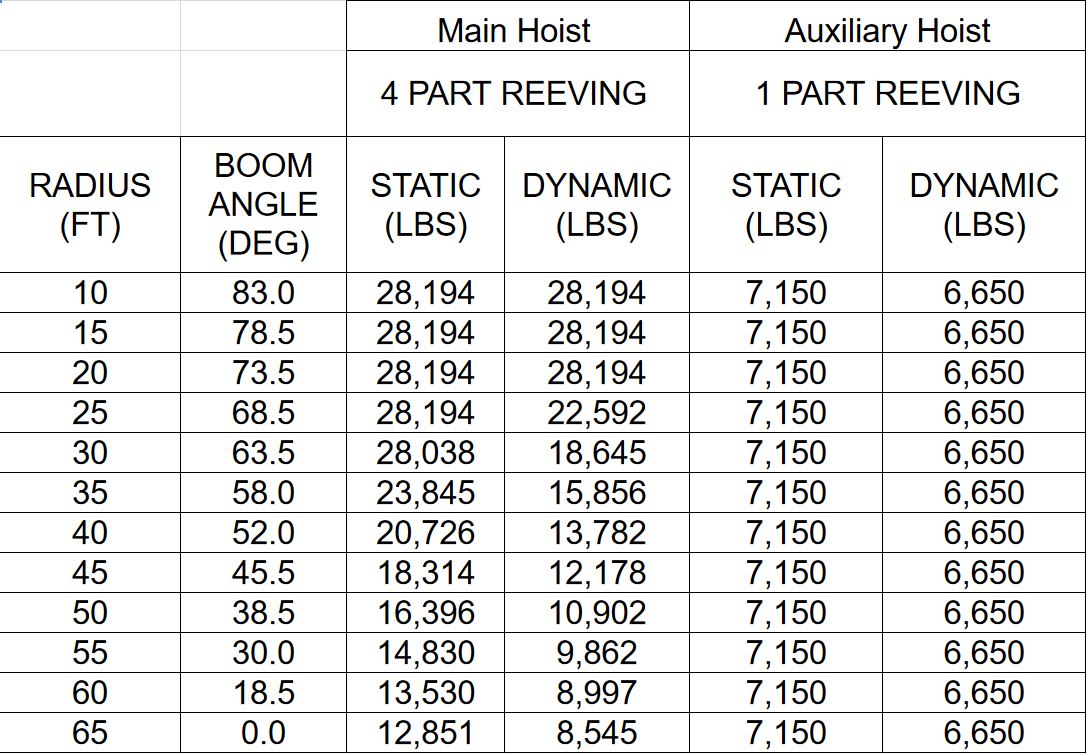 Main Hoist Auxiliary Hoist
4 PART REEVING 1 PART REEVING
RADIUS (FT) BOOM ANGLE (DEG) STATIC (LBS) DYNAMIC (LBS) STATIC (LBS) DYNAMIC (LBS)
10 83.0 28,194 28,194 7,150 6,650
15 78.5 28,194 28,194 7,150 6,650
20 73.5 28,194 28,194 7,150 6,650
25 68.5 28,194 22,592 7,150 6,650
30 63.5 28,038 18,645 7,150 6,650
35 58.0 23,845 15,856 7,150 6,650
40 52.0 20,726 13,782 7,150 6,650
45 45.5 18,314 12,178 7,150 6,650
50 38.5 16,396 10,902 7,150 6,650
55 30.0 14,830 9,862 7,150 6,650
60 18.5 13,530 8,997 7,150 6,650
65 0.0 12,851 8,545 7,150 6,650